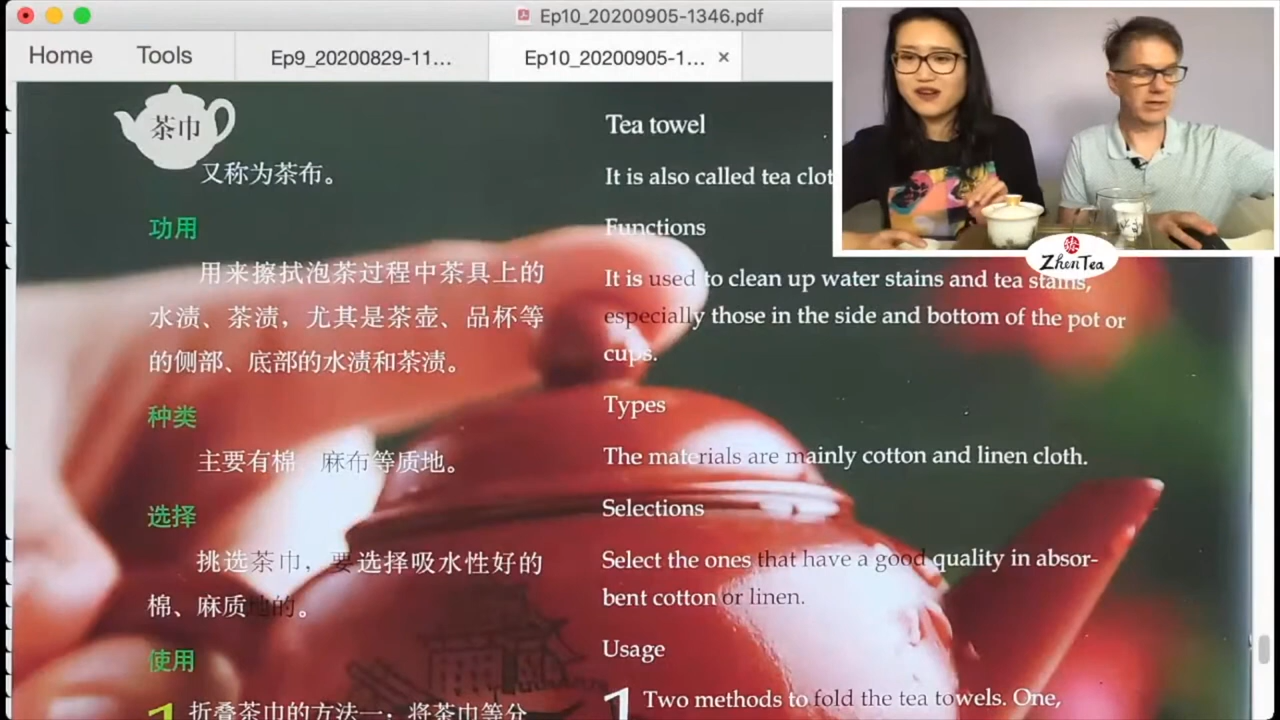 Ep10_20200905-1346.pdf
Home
Tools
Ep9_20200829-11...
Ep10_20200905-1... ×
茶巾
又称为茶布。
功用
用来擦拭泡茶过程中茶具上的
水渍、茶渍，尤其是茶壶、品杯等
的侧部、底部的水渍和茶渍。
种类
主要有棉、麻布等质地。
选择
挑选茶巾，要选择吸水性好的
棉、麻质地的。
使用
1 折叠茶巾的方法一：将茶巾等分
Tea towel
It is also called tea clot
Functions
It is used to clean up water stains and tea stains,
especially those in the side and bottom of the pot or
cups.
Types
The materials are mainly cotton and linen cloth.
Selections
Select the ones that have a good quality in absor-
bent cotton or linen.
Usage
1 Two methods to fold the tea towels. One,
ZhenTea